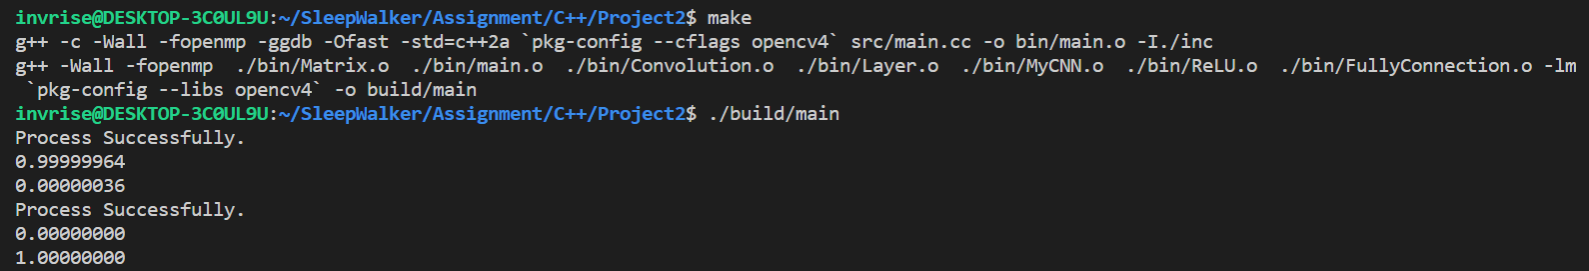 invrise@DESKTOP-3C0UL9U:~/SleepWalker/Assignment/C++/Project2$ make
g++ -c -Wall -fopenmp -ggdb -Ofast -std=c++2a `pkg-config --cflags opencv4` src/main.cc -o bin/main.o -I./inc
g++ -Wall -fopenmp  ./bin/Matrix.o  ./bin/main.o  ./bin/Convolution.o  ./bin/Layer.o  ./bin/MyCNN.o  ./bin/ReLU.o  ./bin/FullyConnection.o -lm
 `pkg-config --libs opencv4` -o build/main
invrise@DESKTOP-3C0UL9U:~/SleepWalker/Assignment/C++/Project2$ ./build/main
Process Successfully.
0.99999964
0.00000036
Process Successfully.
0.00000000
1.00000000